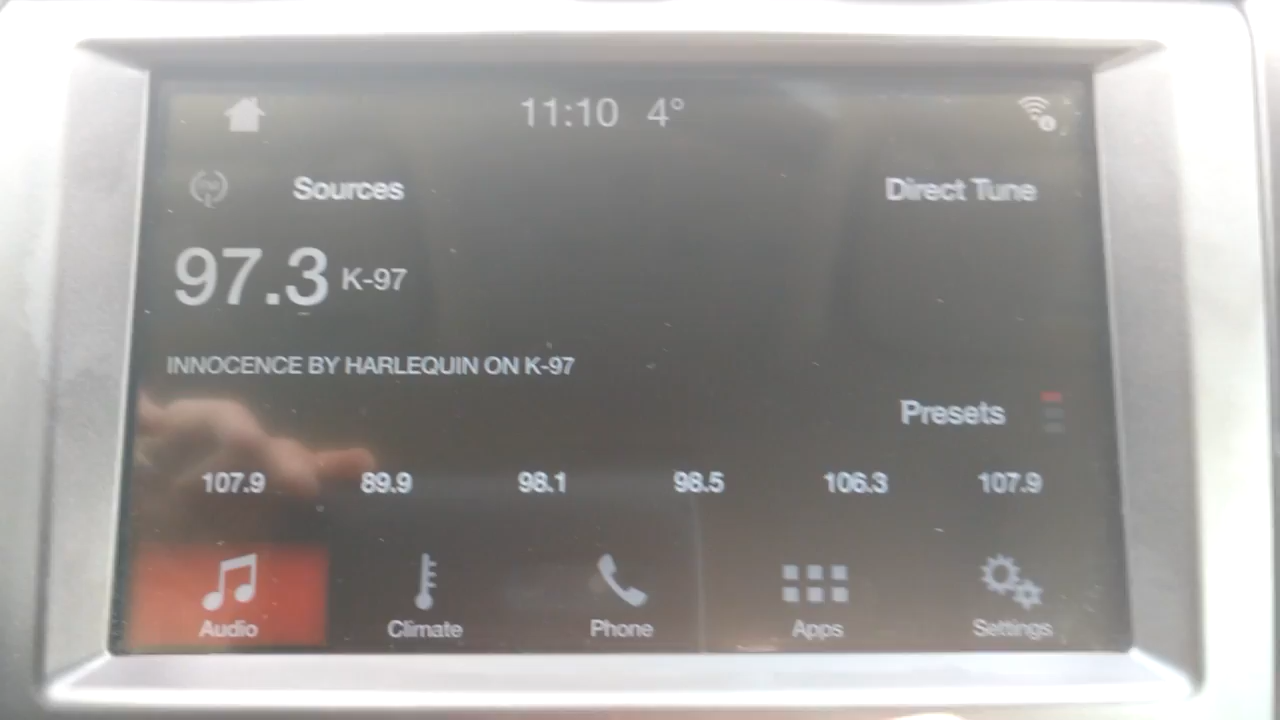 11:10 4°
Sources Direct Tune
97.3 K-97
INNOCENCE BY HARLEQUIN ON K-97
Presets
107.9 89.9 98.1 98.5 106.3 107.9
Audio Climate Phone Apps Settings